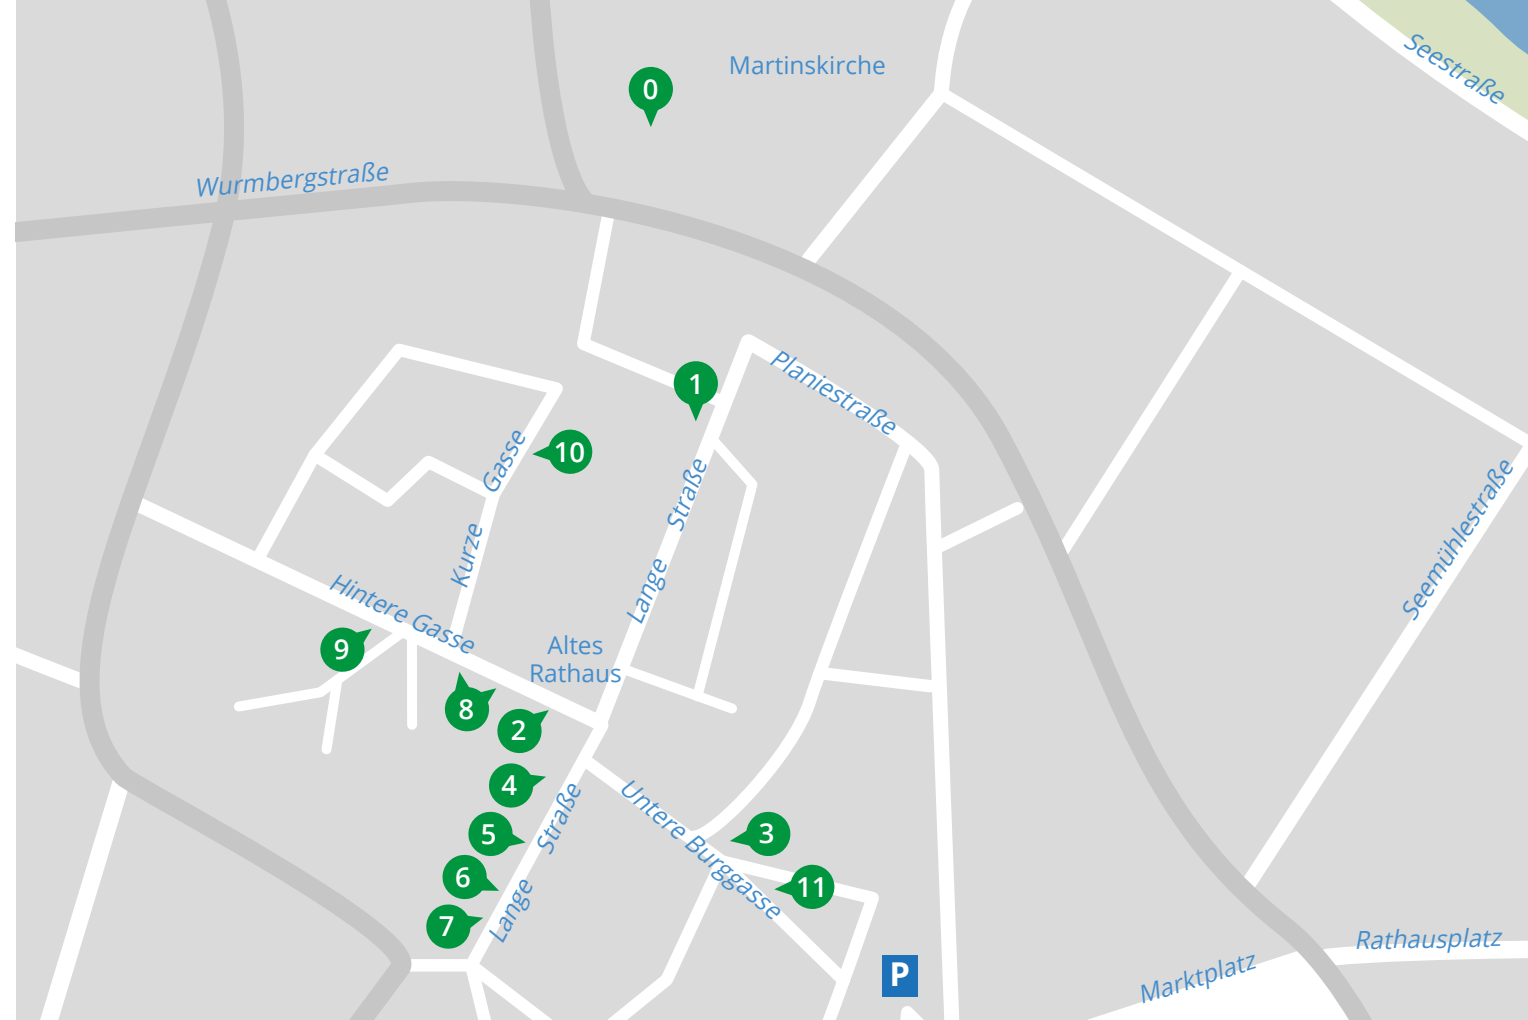 Seestraße
Martinskirche
0
Wurmbergstraße
Planiestraße
1
10
Kurze Gasse
Lange Straße
Seemühlestraße
Hintere Gasse
9
Altes
Rathaus
8
2
4
5
6
7
Lange Straße
Untere Burggasse
3
11
P
Marktplatz
Rathausplatz